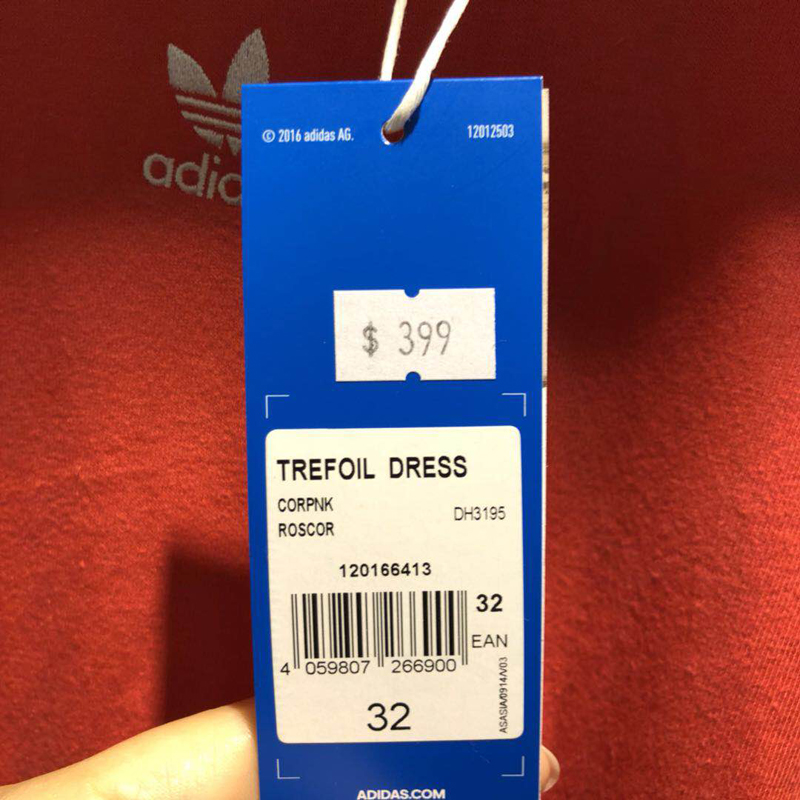 adid
© 2016 adidas AG.
12012503
$ 399
TREFOIL DRESS
CORPNK
ROSCOR
DH3195
120166413
32
EAN
4 059807 266900
ASASIA/0914/V03
32
ADIDAS.COM